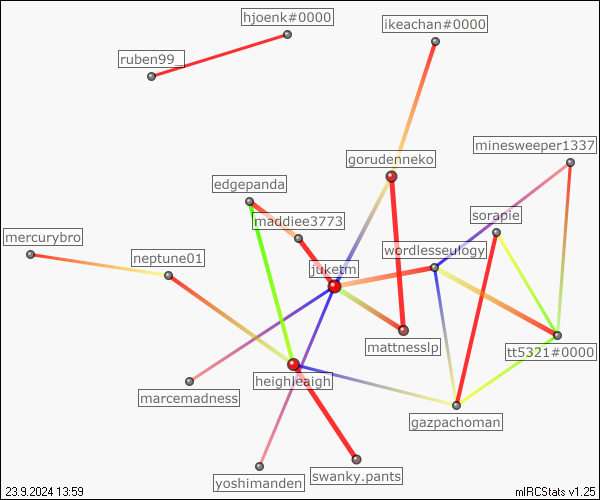 hjoenk#0000
ikeachan#0000
ruben99_
minesweeper1337
gorudenneko
edgepanda
sorapie
maddiee3773
mercurybro
wordlesseulogy
neptune01
juketm
mattnesslp
tt5321#0000
heighleaigh
marcemadness
gazpachoman
swanky.pants
yoshimanden
23.9.2024 13:59
mIRCStats v1.25